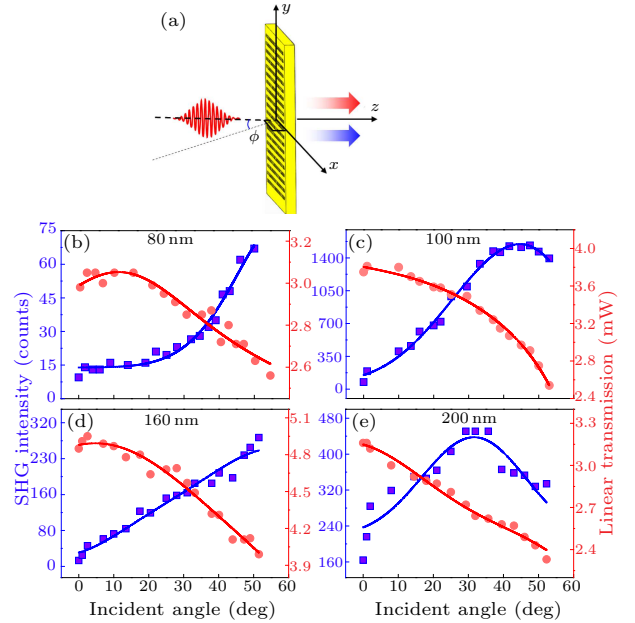 (a)
y
z
ϕ
x
SHG intensity (counts)
Linear transmission (mW)
(b) 80 nm
75
60
45
30
15
0
3.2
3.0
2.8
2.6
(c) 100 nm
1400
1050
700
350
0
4.0
3.6
3.2
2.8
2.4
(d) 160 nm
320
240
160
80
0
4.8
4.5
4.2
3.9
0 10 20 30 40 50
Incident angle (deg)
(e) 200 nm
480
400
320
240
160
3.3
3.0
2.7
2.4
0 10 20 30 40 50 60
Incident angle (deg)